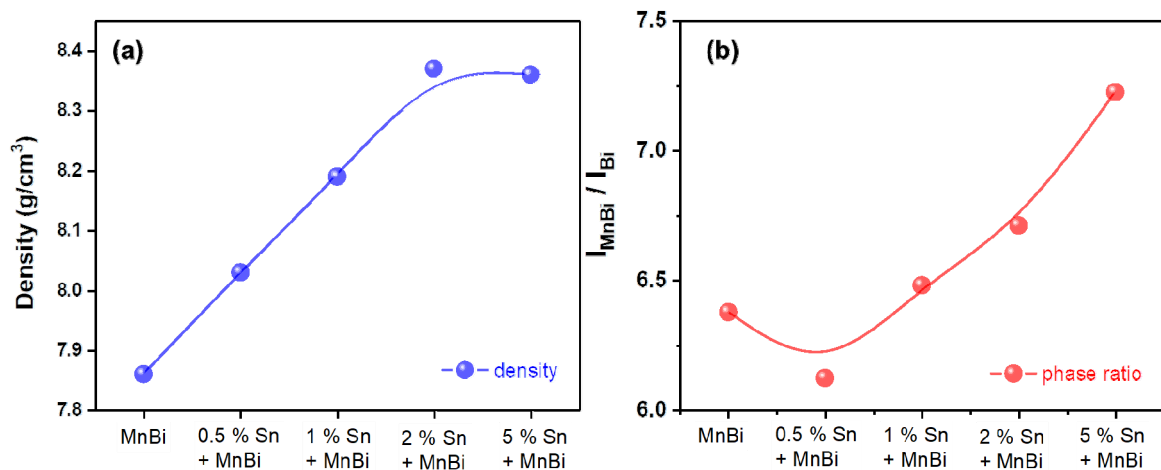 (a)
Density (g/cm³)
8.4
8.3
8.2
8.1
8.0
7.9
7.8
density
MnBi
0.5 % Sn
+ MnBi
1 % Sn
+ MnBi
2 % Sn
+ MnBi
5 % Sn
+ MnBi
(b)
I_MnBi / I_Bi
7.5
7.0
6.5
6.0
phase ratio
MnBi
0.5 % Sn
+ MnBi
1 % Sn
+ MnBi
2 % Sn
+ MnBi
5 % Sn
+ MnBi